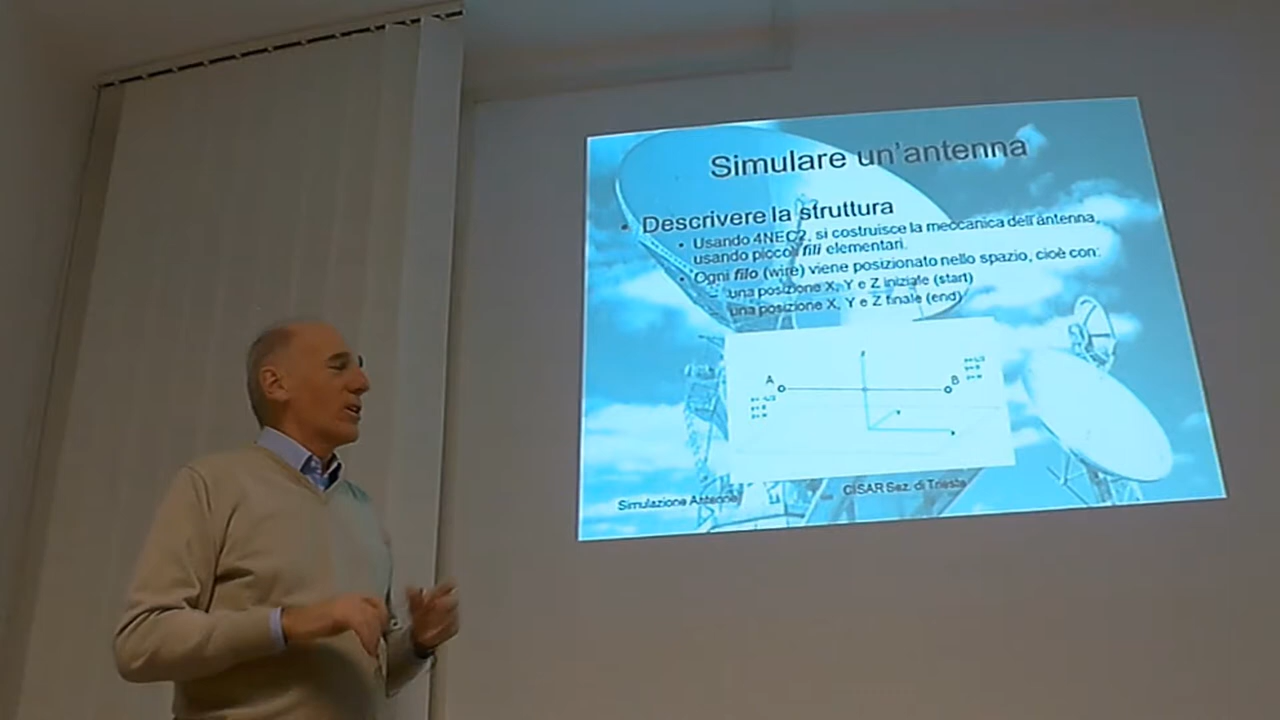 Simulare un'antenna
• Descrivere la struttura
• Usando 4NEC2, si costruisce la meccanica dell'antenna,
usando piccoli fili elementari.
• Ogni filo (wire) viene posizionato nello spazio, cioè con:
– una posizione X, Y e Z iniziale (start)
– una posizione X, Y e Z finale (end)
A
B
Simulazione Antenne
CISAR Sez. di Trieste